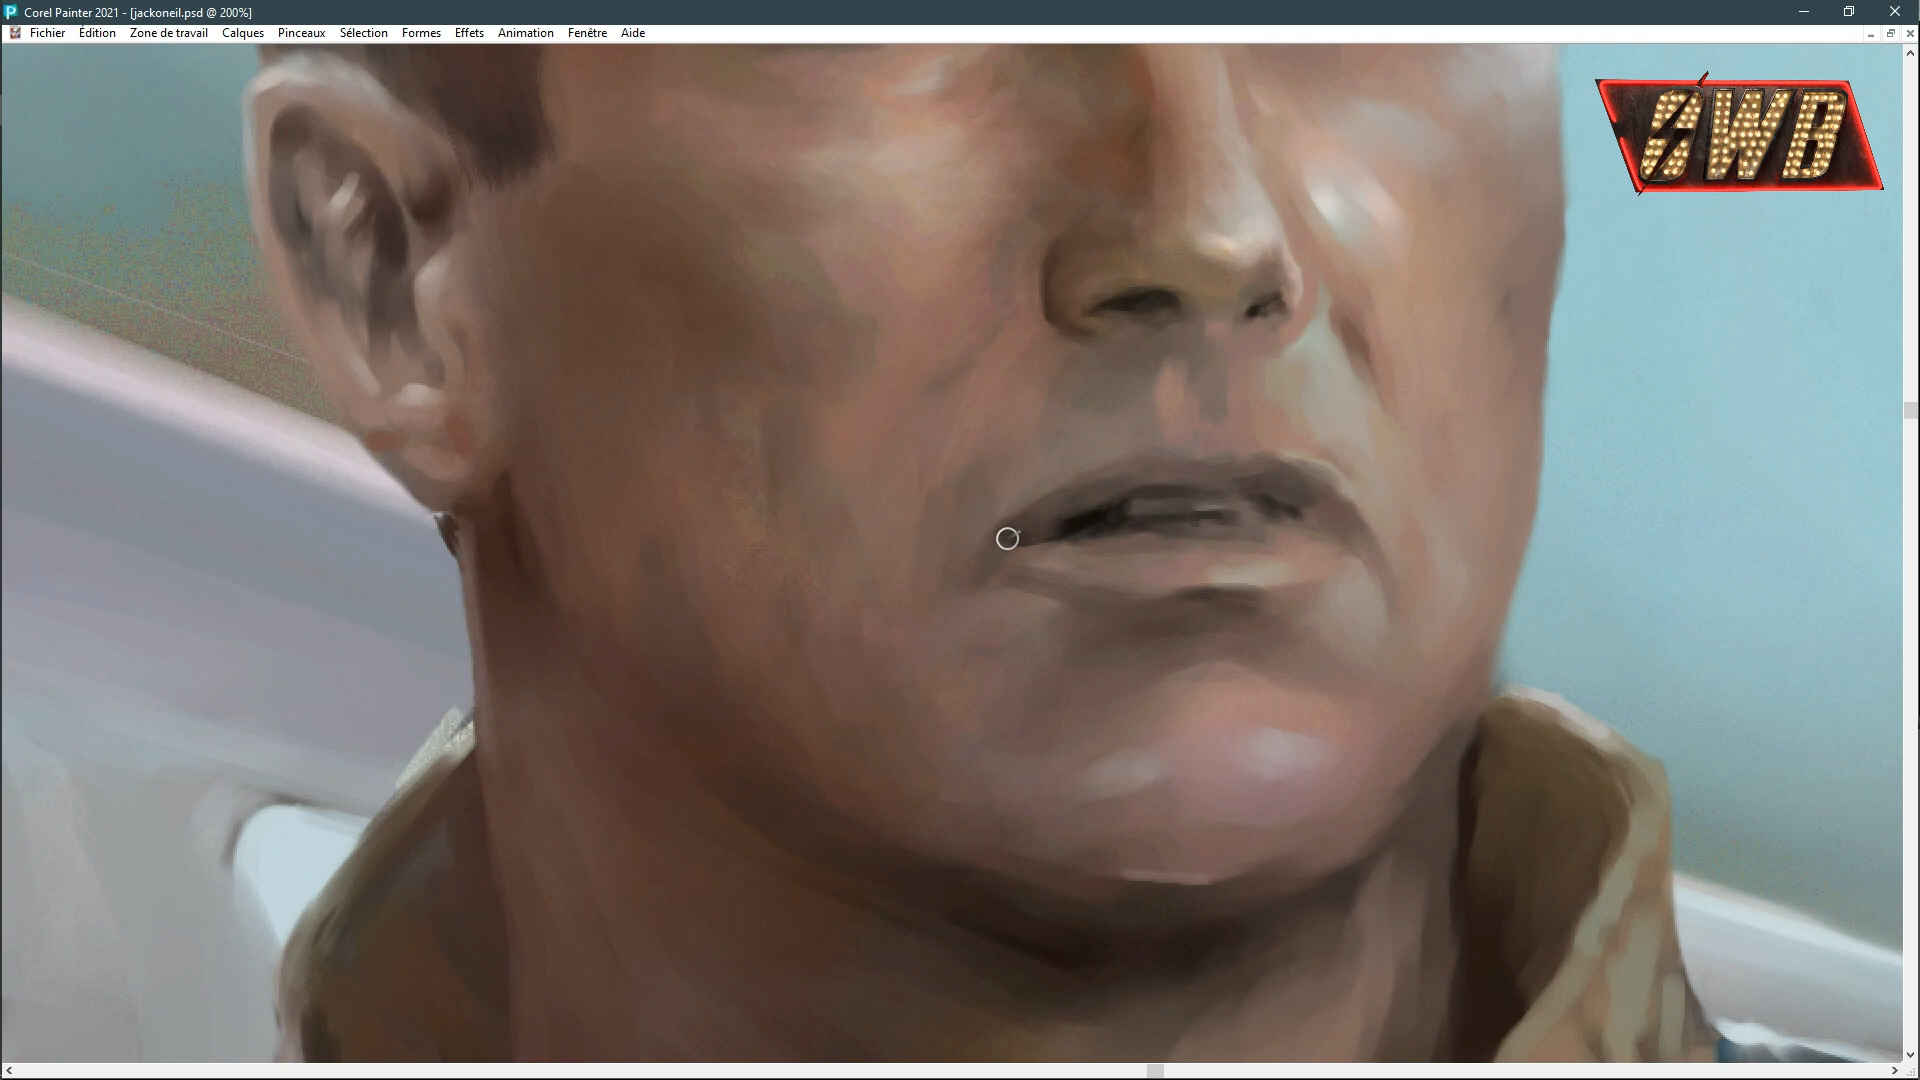 Corel Painter 2021 - [jackoneil.psd @ 200%]
Fichier Édition Zone de travail Calques Pinceaux Sélection Formes Effets Animation Fenêtre Aide
GWB